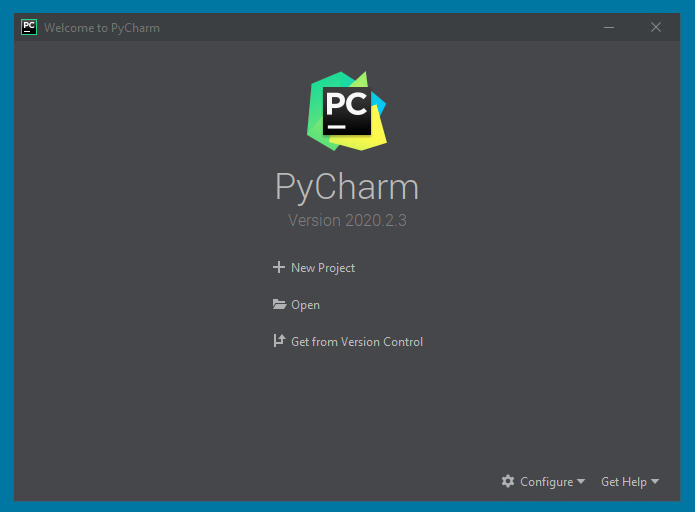 PC Welcome to PyCharm
PC
PyCharm
Version 2020.2.3
New Project
Open
Get from Version Control
Configure Get Help